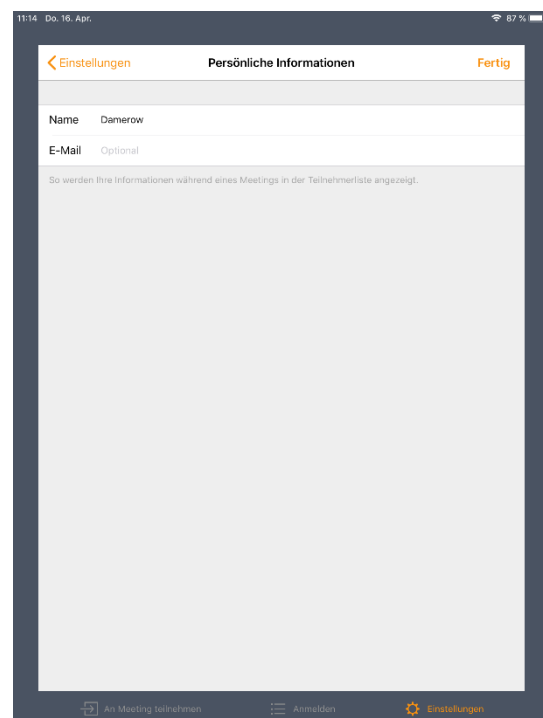 11:14 Do. 16. Apr. 87 %
Einstellungen Persönliche Informationen Fertig
Name Damerow
E-Mail Optional
So werden Ihre Informationen während eines Meetings in der Teilnehmerliste angezeigt.
An Meeting teilnehmen Anmelden Einstellungen